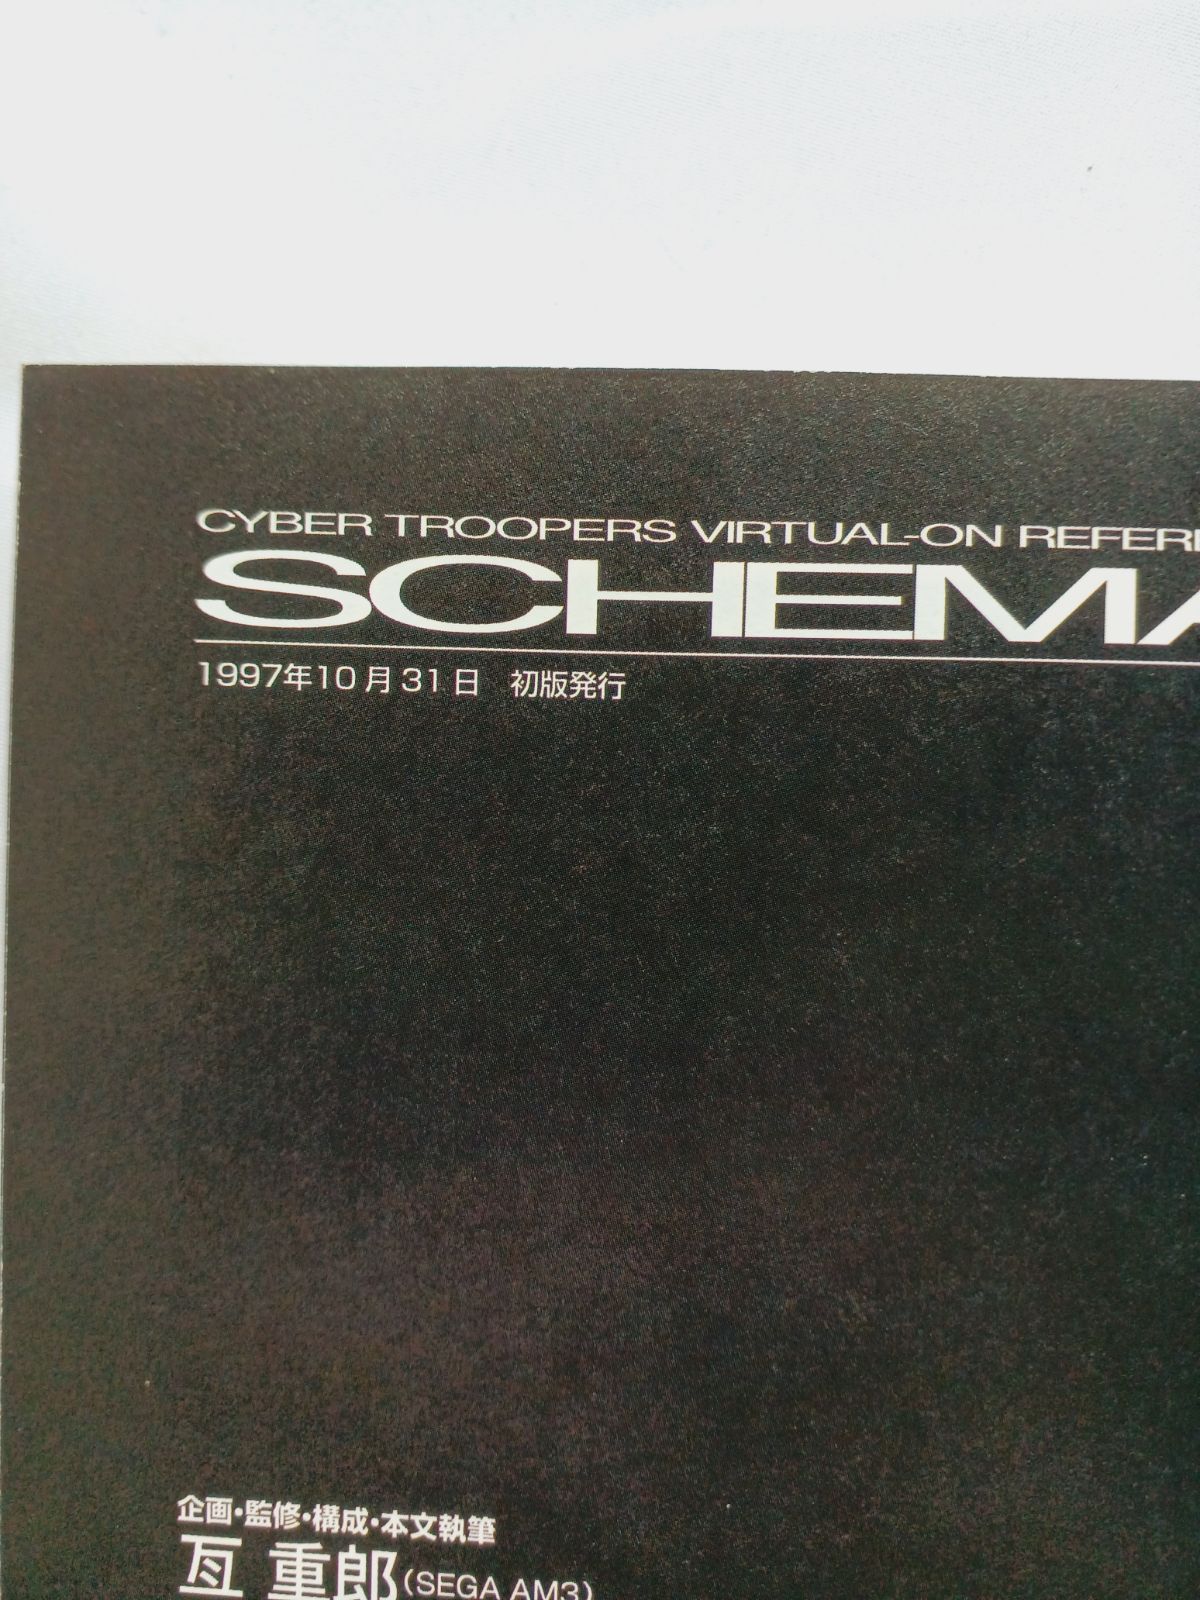 CYBER TROOPERS VIRTUAL-ON REFER
SCHEMA
1997年10月31日 初版発行
企画・監修・構成・本文執筆
亙 重郎(SEGA AM3)